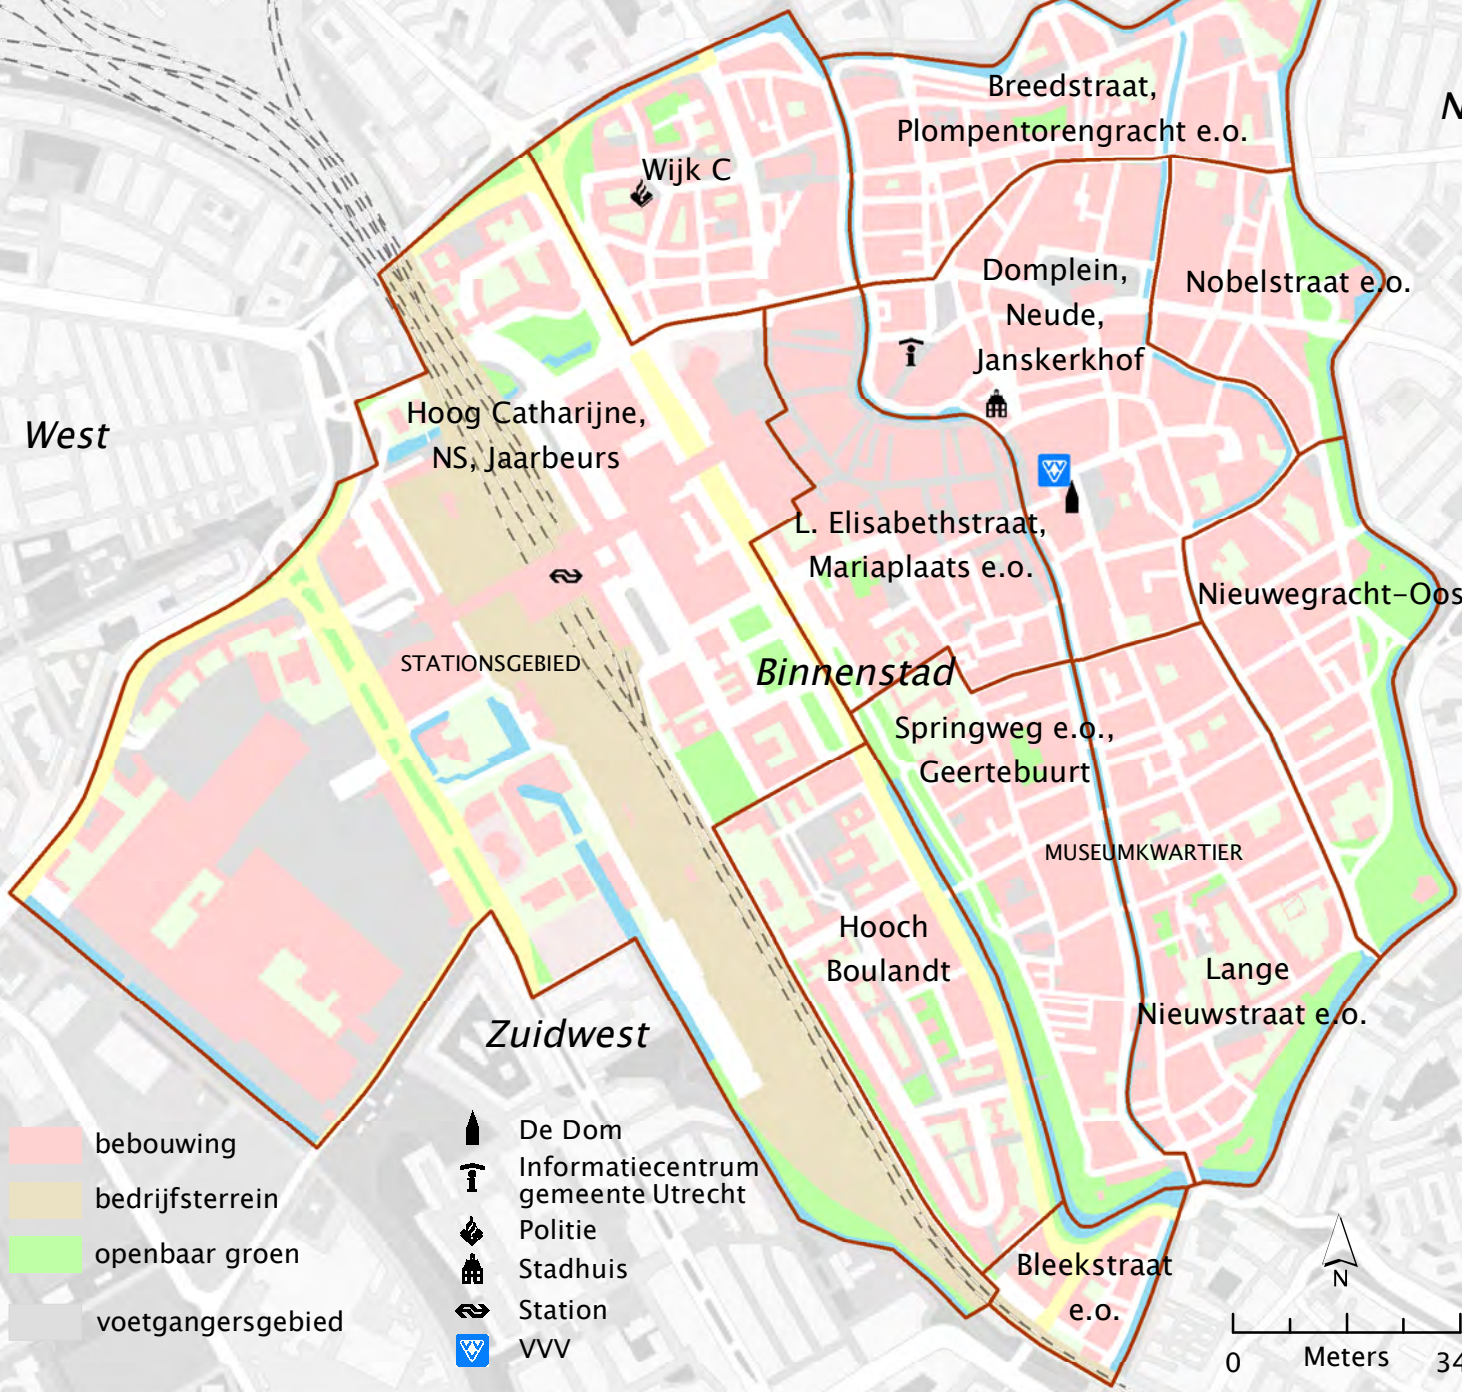 Breedstraat,
Plompentorengracht e.o.
N
Wijk C
Domplein,
Neude,
Janskerkhof
Nobelstraat e.o.
West
Hoog Catharijne,
NS, Jaarbeurs
L. Elisabethstraat,
Mariaplaats e.o.
Nieuwegracht-Oos
STATIONSGEBIED
Binnenstad
Springweg e.o.,
Geertebuurt
MUSEUMKWARTIER
Hooch
Boulandt
Lange
Nieuwstraat e.o.
Zuidwest
Bleekstraat
e.o.
bebouwing
bedrijfsterrein
openbaar groen
voetgangersgebied
De Dom
Informatiecentrum
gemeente Utrecht
Politie
Stadhuis
Station
VVV
N
0 Meters 34